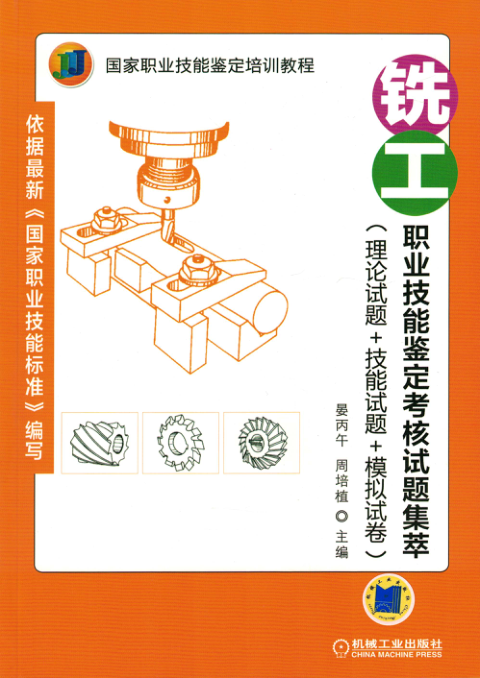 国家职业技能鉴定培训教程
铣工
职业技能鉴定考核试题集萃
（理论试题+技能试题+模拟试卷）
依据最新《国家职业技能标准》编写
晏丙午 周培植 ◎ 主编
机械工业出版社
CHINA MACHINE PRESS